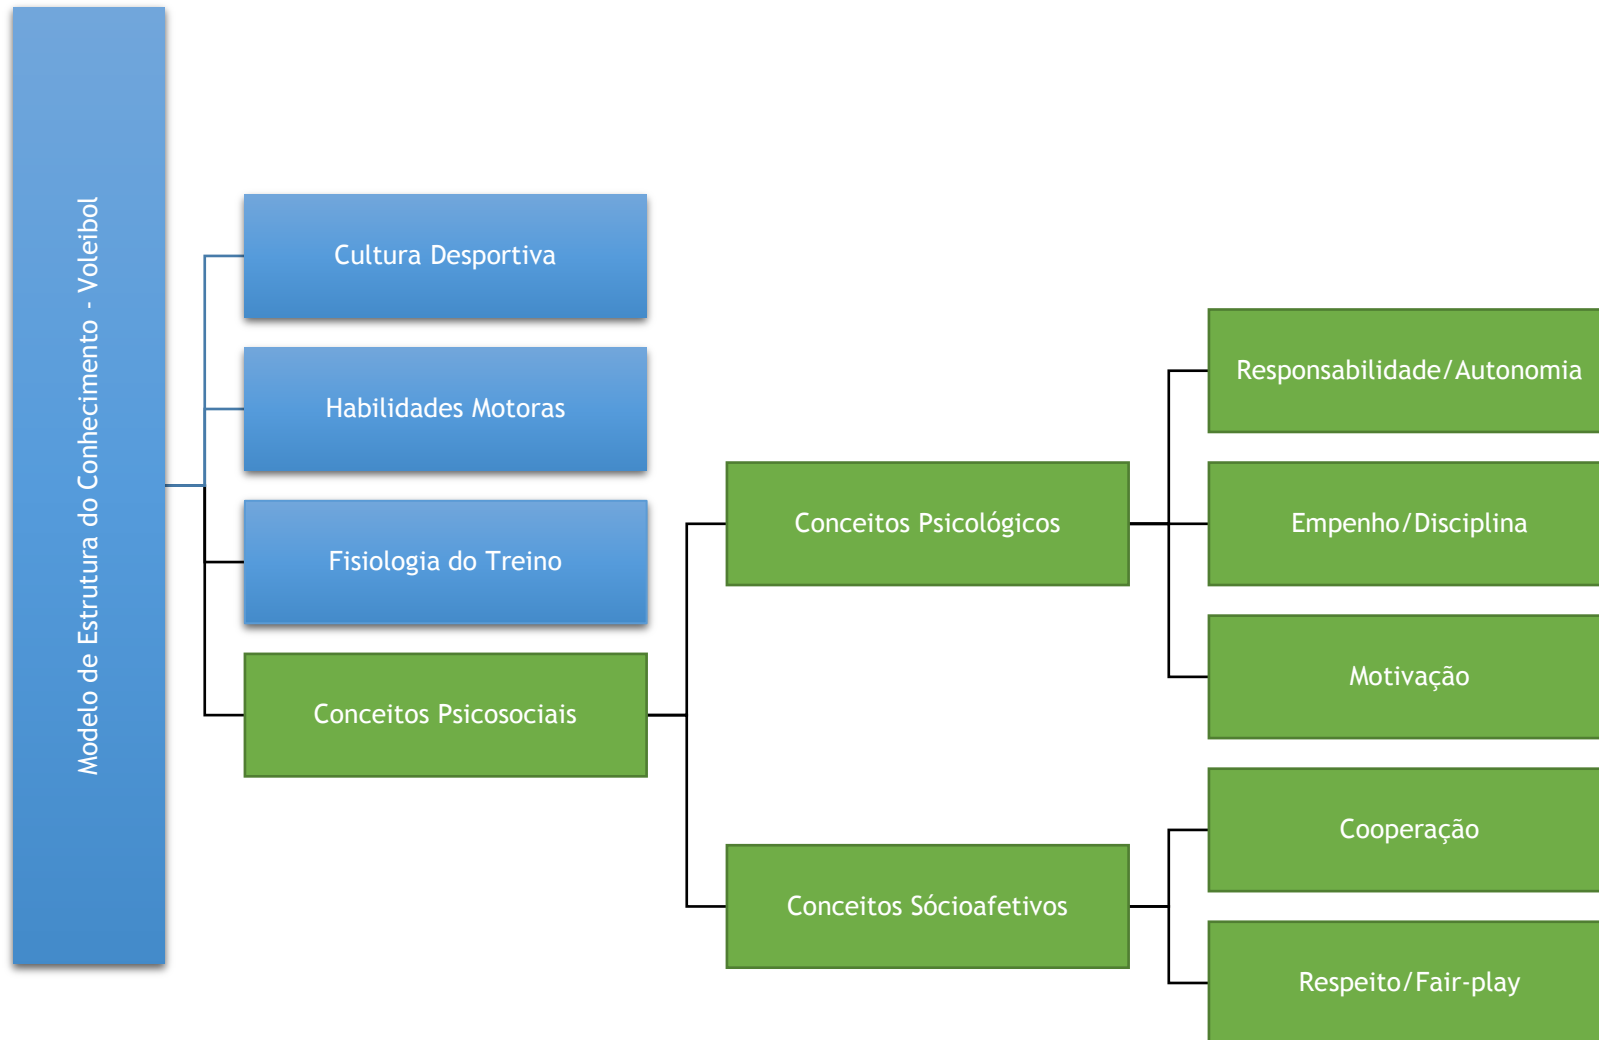 Modelo de Estrutura do Conhecimento - Voleibol
Cultura Desportiva
Habilidades Motoras
Fisiologia do Treino
Conceitos Psicosociais
Conceitos Psicológicos
Responsabilidade/Autonomia
Empenho/Disciplina
Motivação
Conceitos Sócioafetivos
Cooperação
Respeito/Fair-play